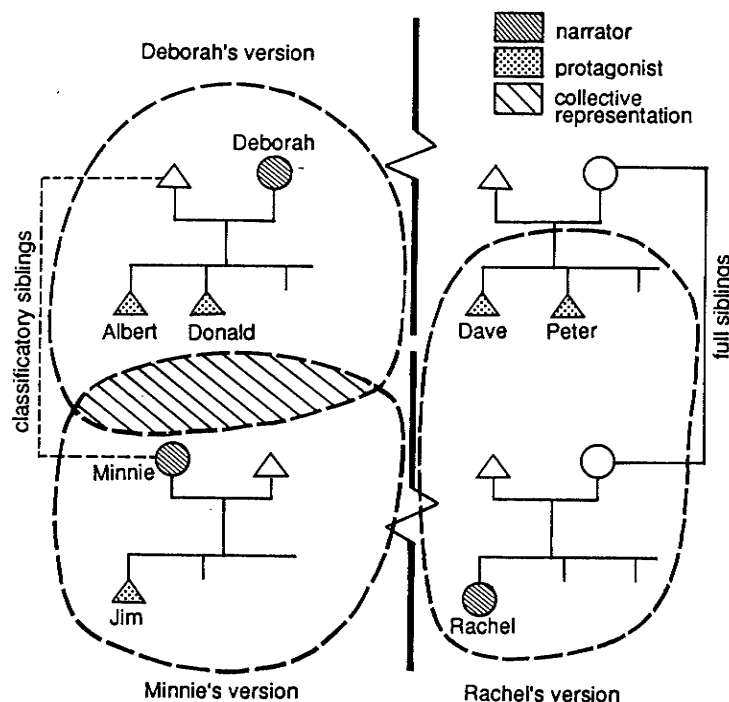 Deborah's version
narrator
protagonist
collective
representation
Deborah
classificatory siblings
full siblings
Albert
Donald
Dave
Peter
Minnie
Jim
Rachel
Minnie's version
Rachel's version